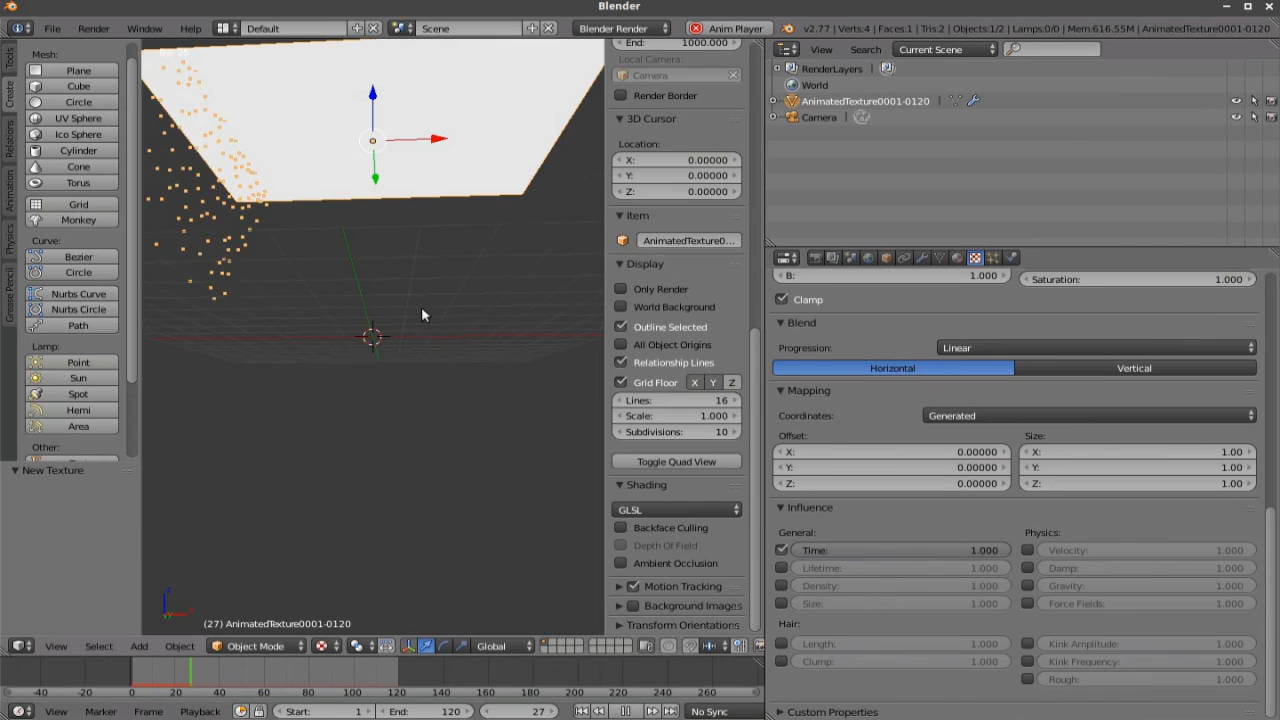 Blender
File Render Window Help Default Scene Blender Render Anim Player v2.77 | Verts:4 | Faces:1 | Tris:2 | Objects:1/2 | Mem:616.55M | AnimatedTexture0001-0120
Tools
Create
Relations
Animation
Physics
Grease Pencil
Mesh:
Plane
Cube
Circle
UV Sphere
Ico Sphere
Cylinder
Cone
Torus
Grid
Monkey
Curve:
Bezier
Circle
Nurbs Curve
Nurbs Circle
Path
Lamp:
Point
Sun
Spot
Hemi
Area
Other:
New Texture
(27) AnimatedTexture0001-0120
End: 1000.000
Local Camera:
Camera
Render Border
3D Cursor
Location:
X: 0.00000
Y: 0.00000
Z: 0.00000
Item
AnimatedTexture0...
Display
Only Render
World Background
Outline Selected
All Object Origins
Relationship Lines
Grid Floor X Y Z
Lines: 16
Scale: 1.000
Subdivisions: 10
Toggle Quad View
Shading
GLSL
Backface Culling
Depth Of Field
Ambient Occlusion
Motion Tracking
Background Images
Transform Orientations
View Search Current Scene
RenderLayers
World
AnimatedTexture0001-0120
Camera
B: 1.000 Saturation: 1.000
Clamp
Blend
Progression: Linear
Horizontal Vertical
Mapping
Coordinates: Generated
Offset: Size:
X: 0.00000 X: 1.00
Y: 0.00000 Y: 1.00
Z: 0.00000 Z: 1.00
Influence
General: Physics:
Time: 1.000 Velocity: 1.000
Lifetime: 1.000 Damp: 1.000
Density: 1.000 Gravity: 1.000
Size: 1.000 Force Fields: 1.000
Hair:
Length: 1.000 Kink Amplitude: 1.000
Clump: 1.000 Kink Frequency: 1.000
Rough: 1.000
Custom Properties
View Select Add Object Object Mode Global
-40 -20 0 20 40 60 80 100 120 140 160 180 200 220 240 260
View Marker Frame Playback Start: 1 End: 120 27 No Sync